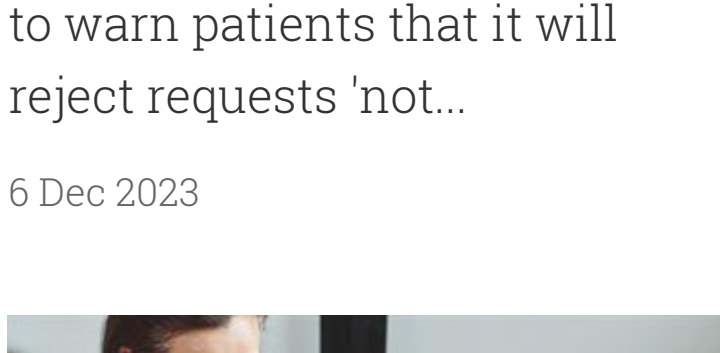 to warn patients that it will
reject requests 'not...
6 Dec 2023